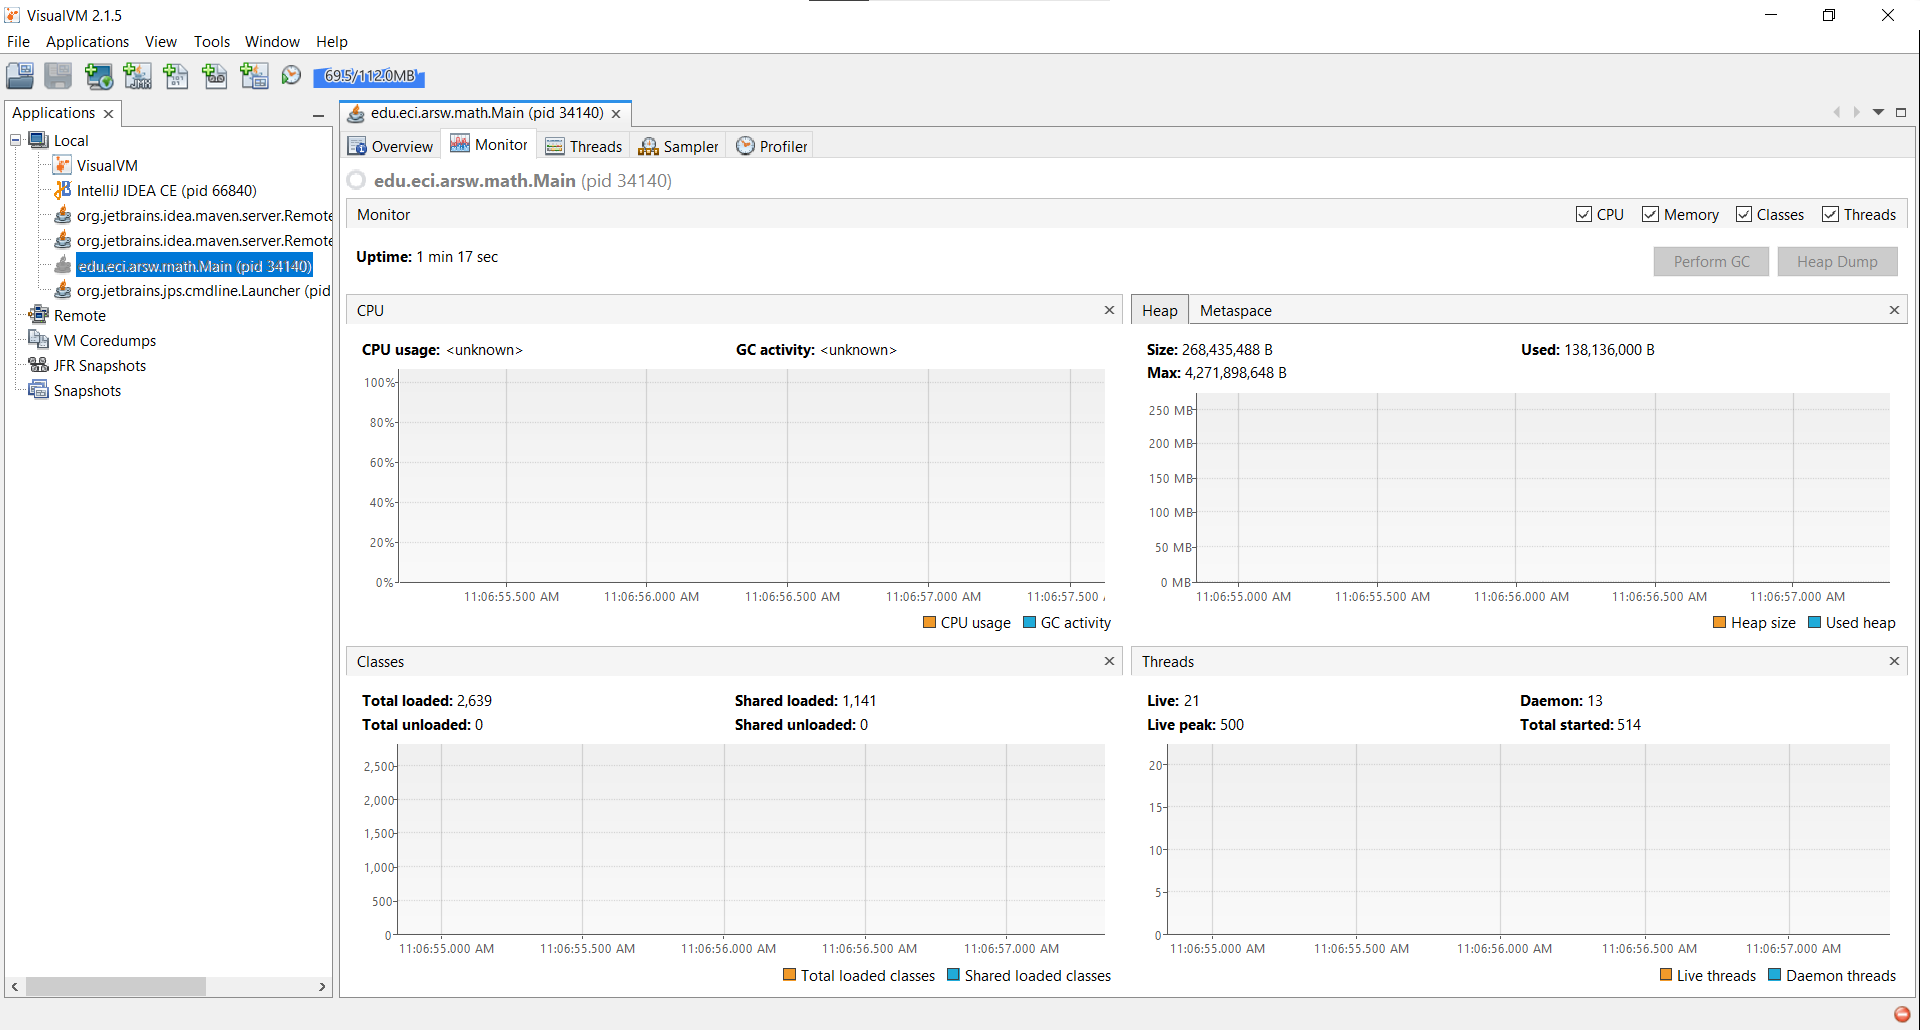 VisualVM 2.1.5
File Applications View Tools Window Help
69.5/112.0MB
Applications
Local
VisualVM
IntelliJ IDEA CE (pid 66840)
org.jetbrains.idea.maven.server.Remote
org.jetbrains.idea.maven.server.Remote
edu.eci.arsw.math.Main (pid 34140)
org.jetbrains.jps.cmdline.Launcher (pid
Remote
VM Coredumps
JFR Snapshots
Snapshots
edu.eci.arsw.math.Main (pid 34140)
Overview Monitor Threads Sampler Profiler
edu.eci.arsw.math.Main (pid 34140)
Monitor CPU Memory Classes Threads
Uptime: 1 min 17 sec Perform GC Heap Dump
CPU
CPU usage: <unknown> GC activity: <unknown>
100%
80%
60%
40%
20%
0%
11:06:55.500 AM 11:06:56.000 AM 11:06:56.500 AM 11:06:57.000 AM 11:06:57.500
CPU usage GC activity
Heap Metaspace
Size: 268,435,488 B Used: 138,136,000 B
Max: 4,271,898,648 B
250 MB
200 MB
150 MB
100 MB
50 MB
0 MB
11:06:55.000 AM 11:06:55.500 AM 11:06:56.000 AM 11:06:56.500 AM 11:06:57.000 AM
Heap size Used heap
Classes
Total loaded: 2,639 Shared loaded: 1,141
Total unloaded: 0 Shared unloaded: 0
2,500
2,000
1,500
1,000
500
0
11:06:55.000 AM 11:06:55.500 AM 11:06:56.000 AM 11:06:56.500 AM 11:06:57.000 AM
Total loaded classes Shared loaded classes
Threads
Live: 21 Daemon: 13
Live peak: 500 Total started: 514
20
15
10
5
0
11:06:55.000 AM 11:06:55.500 AM 11:06:56.000 AM 11:06:56.500 AM 11:06:57.000 AM
Live threads Daemon threads